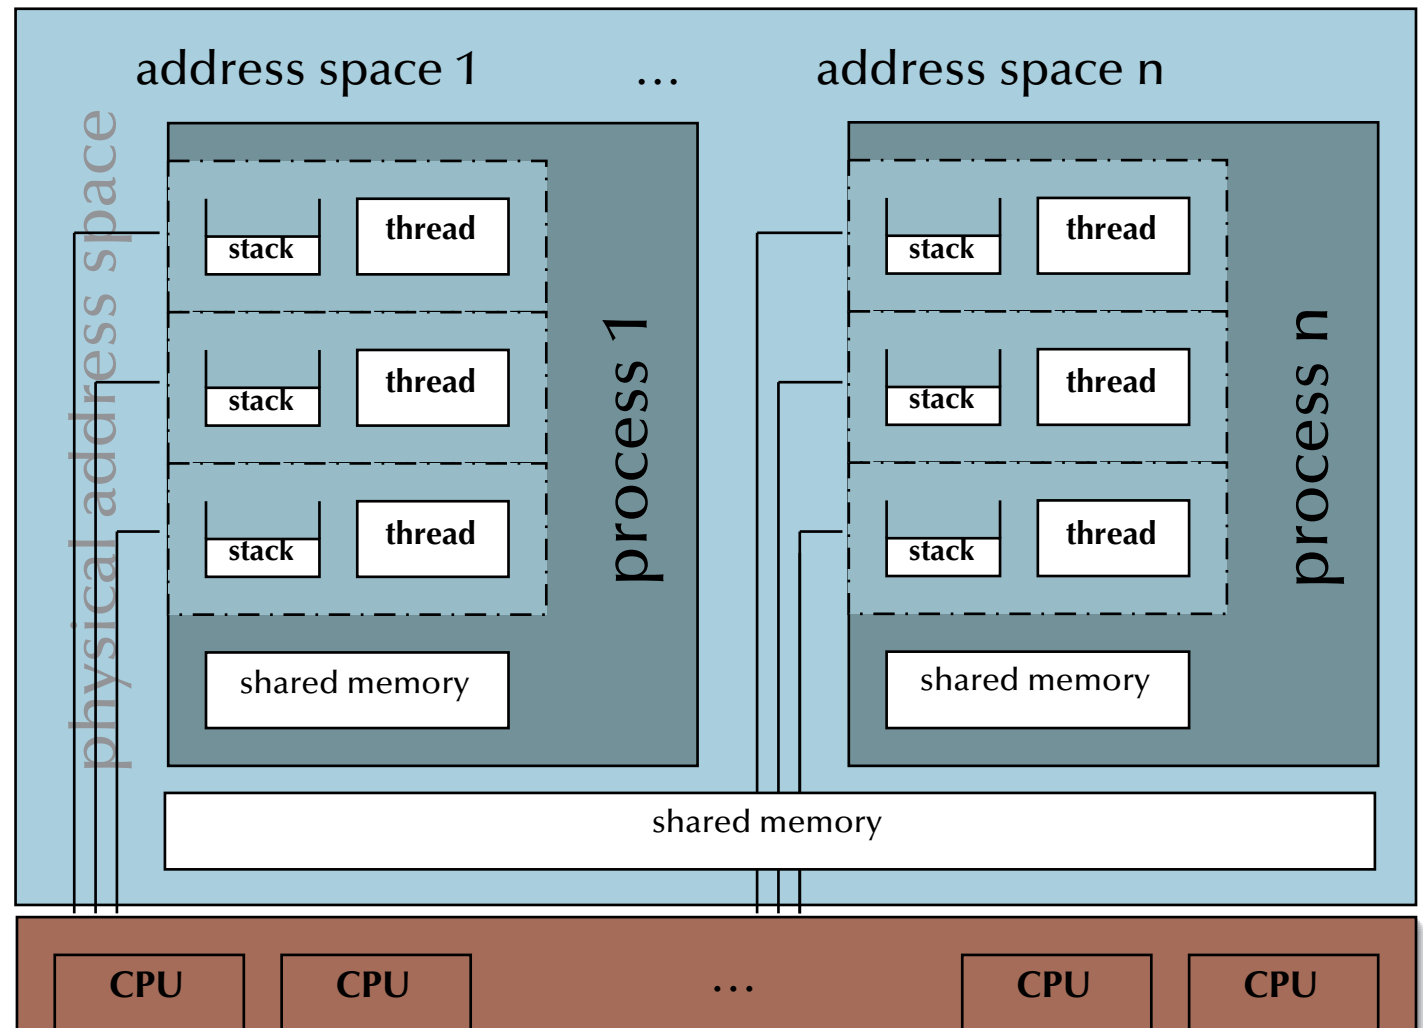 address space 1
...
address space n
physical address space
stack
thread
stack
thread
stack
thread
process 1
shared memory
stack
thread
stack
thread
stack
thread
process n
shared memory
shared memory
CPU
CPU
...
CPU
CPU